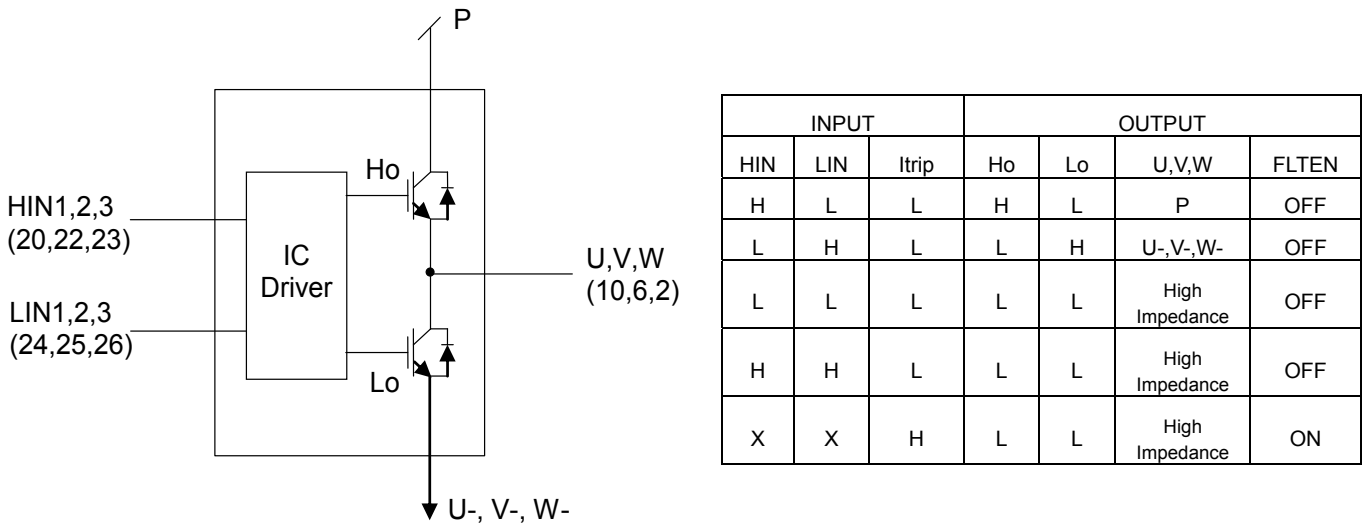 P
Ho
HIN1,2,3
(20,22,23)
IC
Driver
U,V,W
(10,6,2)
LIN1,2,3
(24,25,26)
Lo
U-, V-, W-
INPUT OUTPUT
HIN LIN Itrip Ho Lo U,V,W FLTEN
H L L H L P OFF
L H L L H U-,V-,W- OFF
L L L L L High Impedance OFF
H H L L L High Impedance OFF
X X H L L High Impedance ON